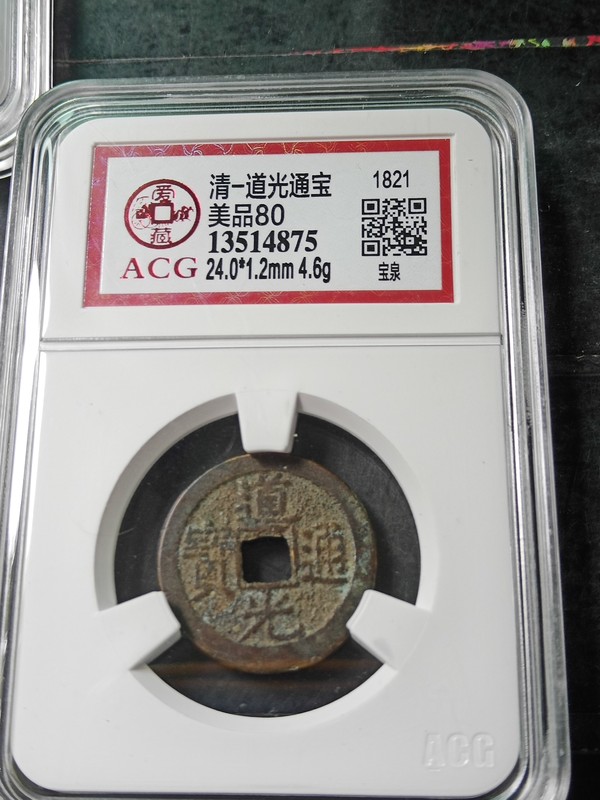 清-道光通宝
1821
美品80
13514875
24.0*1.2mm 4.6g
宝泉
爱
藏
ACG
道
光
通
寶
ACG